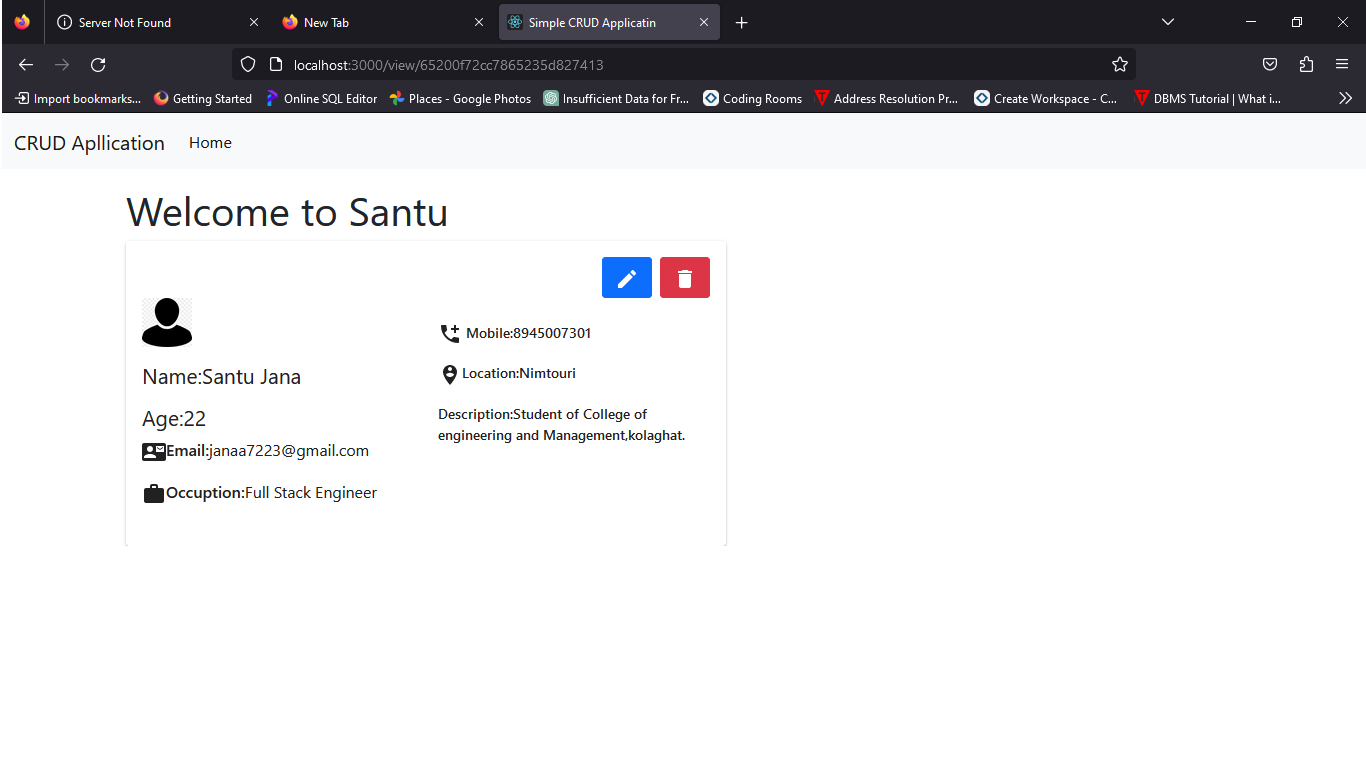 Server Not Found
New Tab
Simple CRUD Applicatin
localhost:3000/view/65200f72cc7865235d827413
Import bookmarks... Getting Started Online SQL Editor Places - Google Photos Insufficient Data for Fr... Coding Rooms Address Resolution Pr... Create Workspace - C... DBMS Tutorial | What i...
CRUD Apllication Home
Welcome to Santu
Name:Santu Jana
Age:22
Email:janaa7223@gmail.com
Occuption:Full Stack Engineer
Mobile:8945007301
Location:Nimtouri
Description:Student of College of
engineering and Management,kolaghat.